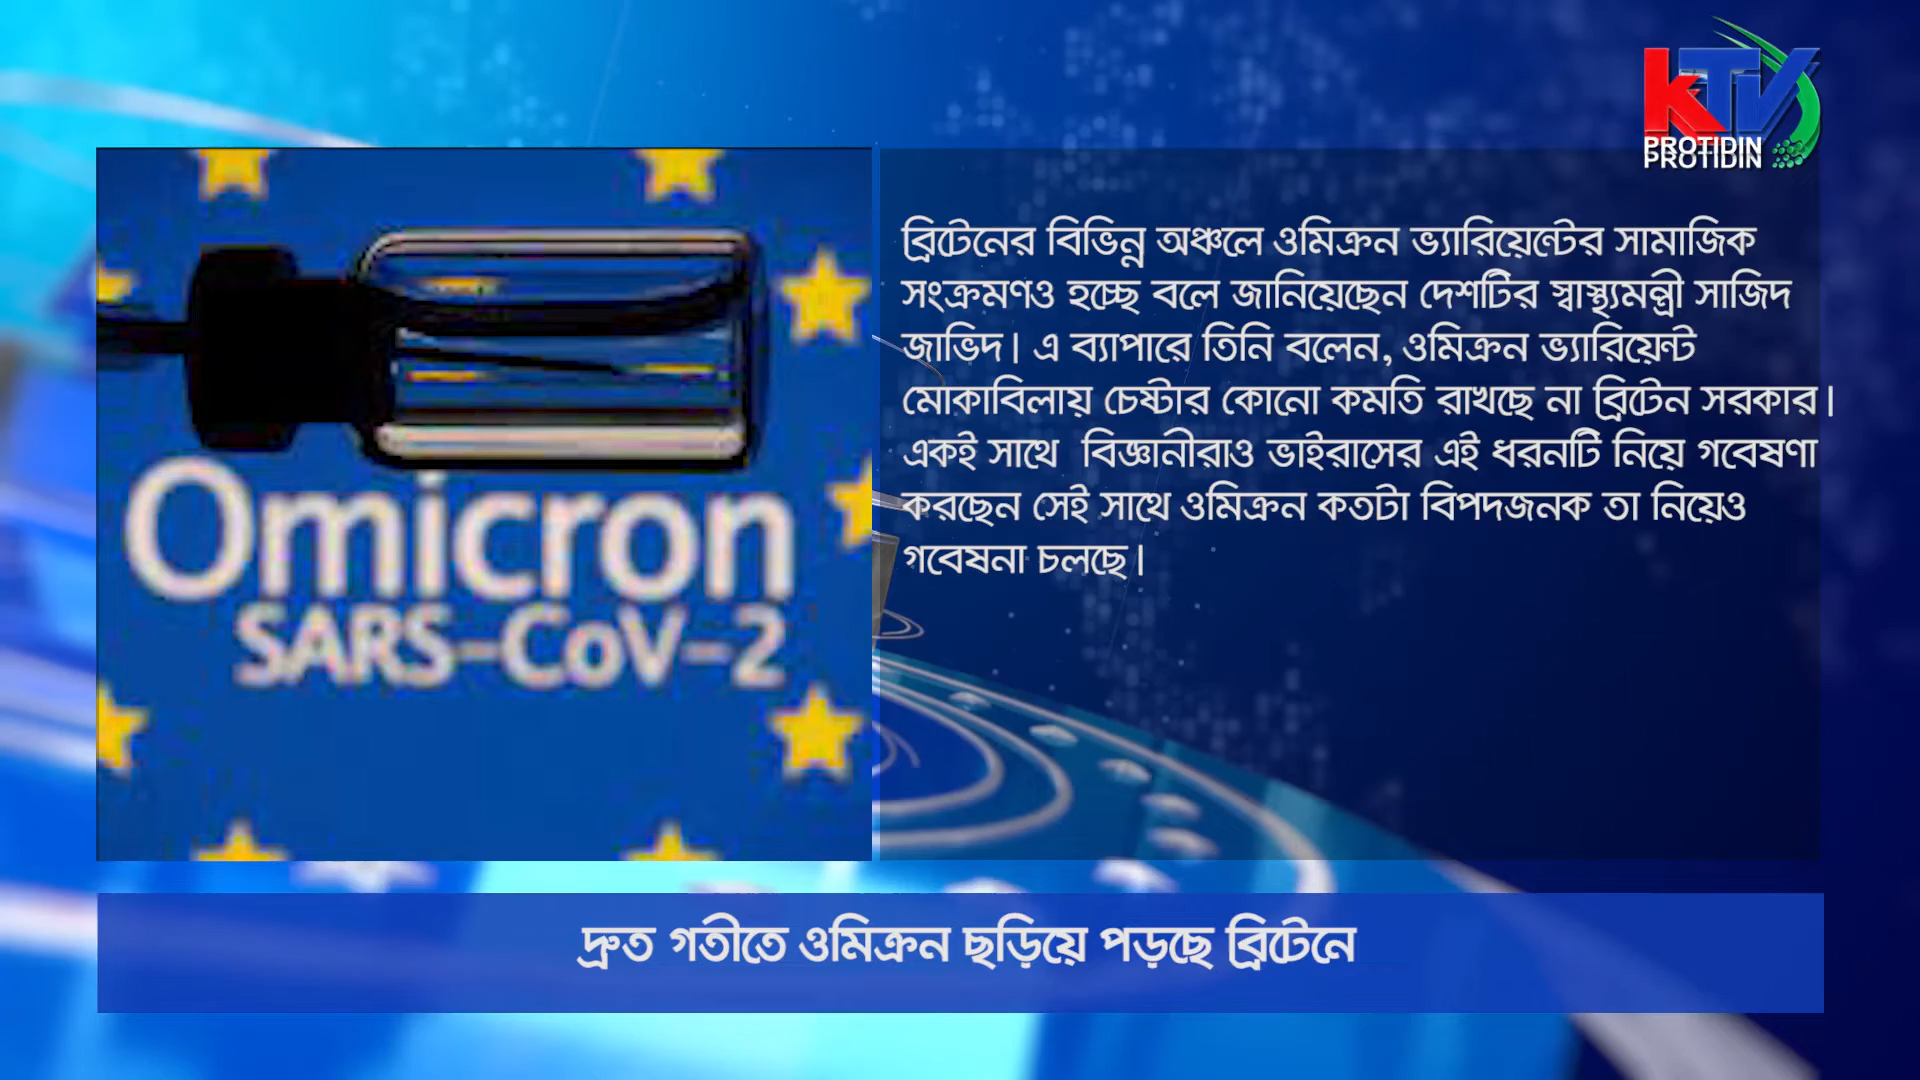 KTV
PROTIDIN
PROTIDIN
ব্রিটেনের বিভিন্ন অঞ্চলে ওমিক্রন ভ্যারিয়েন্টের সামাজিক
সংক্রমণও হচ্ছে বলে জানিয়েছেন দেশটির স্বাস্থ্যমন্ত্রী সাজিদ
জাভিদ। এ ব্যাপারে তিনি বলেন, ওমিক্রন ভ্যারিয়েন্ট
মোকাবিলায় চেষ্টার কোনো কমতি রাখছে না ব্রিটেন সরকার।
একই সাথে বিজ্ঞানীরাও ভাইরাসের এই ধরনটি নিয়ে গবেষণা
করছেন সেই সাথে ওমিক্রন কতটা বিপদজনক তা নিয়েও
গবেষনা চলছে।
Omicron
SARS-CoV-2
দ্রুত গতীতে ওমিক্রন ছড়িয়ে পড়ছে ব্রিটেনে